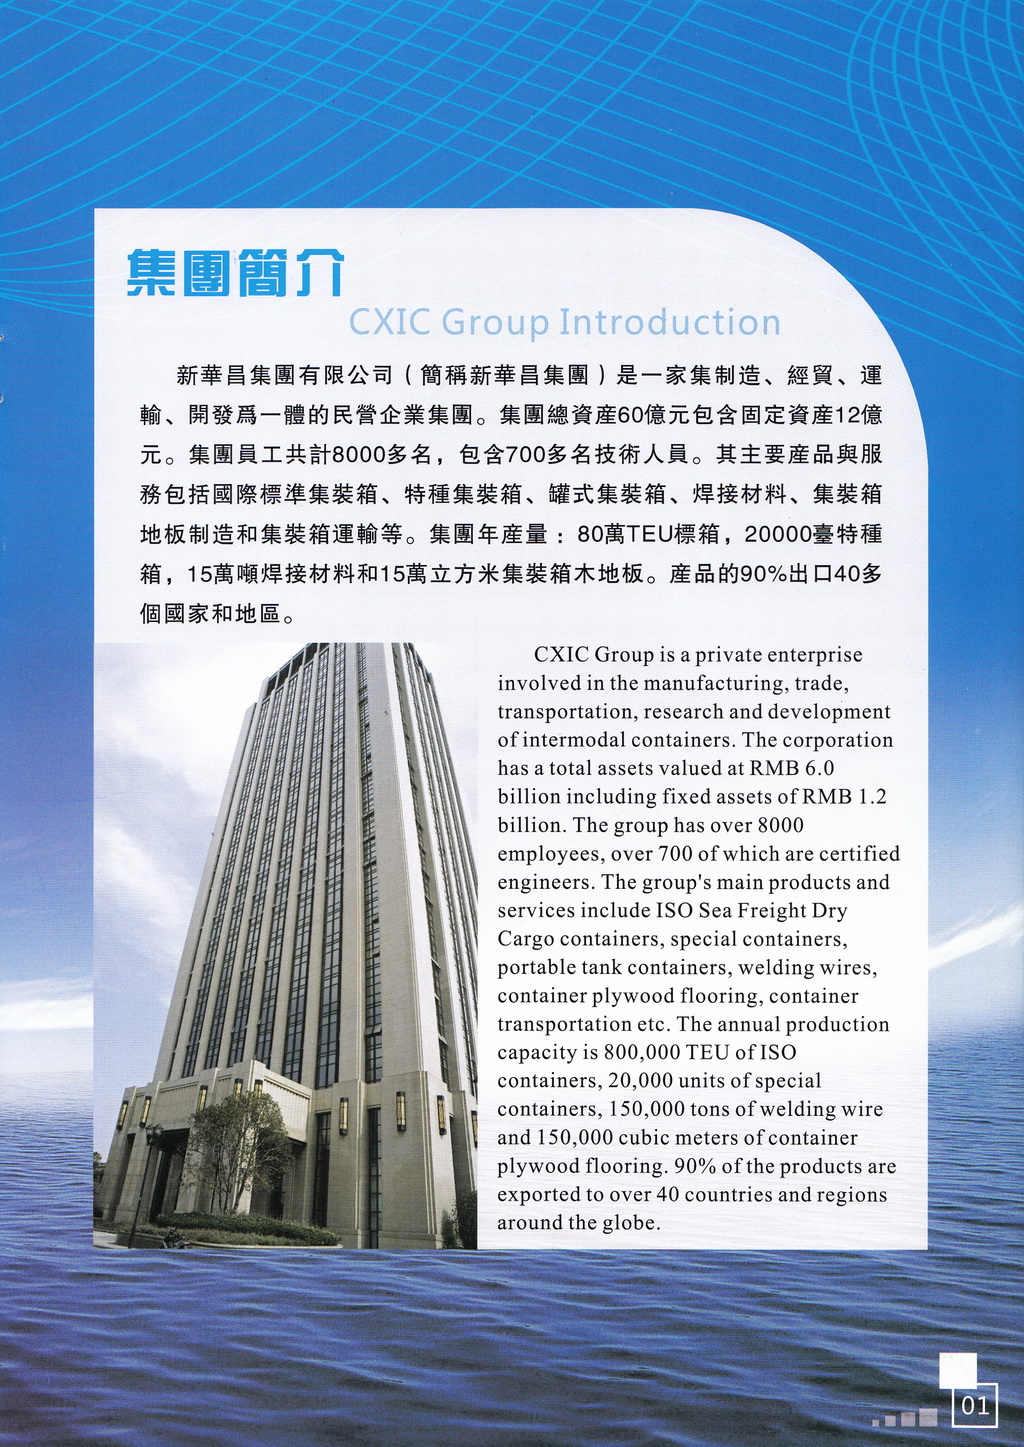 集團簡介
CXIC Group Introduction
新華昌集團有限公司（簡稱新華昌集團）是一家集制造、經貿、運
輸、開發爲一體的民營企業集團。集團總資産60億元包含固定資産12億
元。集團員工共計8000多名，包含700多名技術人員。其主要産品與服
務包括國際標準集裝箱、特種集裝箱、罐式集裝箱、焊接材料、集裝箱
地板制造和集裝箱運輸等。集團年産量：80萬TEU標箱，20000臺特種
箱，15萬噸焊接材料和15萬立方米集裝箱木地板。産品的90%出口40多
個國家和地區。
CXIC Group is a private enterprise
involved in the manufacturing, trade,
transportation, research and development
of intermodal containers. The corporation
has a total assets valued at RMB 6.0
billion including fixed assets of RMB 1.2
billion. The group has over 8000
employees, over 700 of which are certified
engineers. The group's main products and
services include ISO Sea Freight Dry
Cargo containers, special containers,
portable tank containers, welding wires,
container plywood flooring, container
transportation etc. The annual production
capacity is 800,000 TEU of ISO
containers, 20,000 units of special
containers, 150,000 tons of welding wire
and 150,000 cubic meters of container
plywood flooring. 90% of the products are
exported to over 40 countries and regions
around the globe.
01